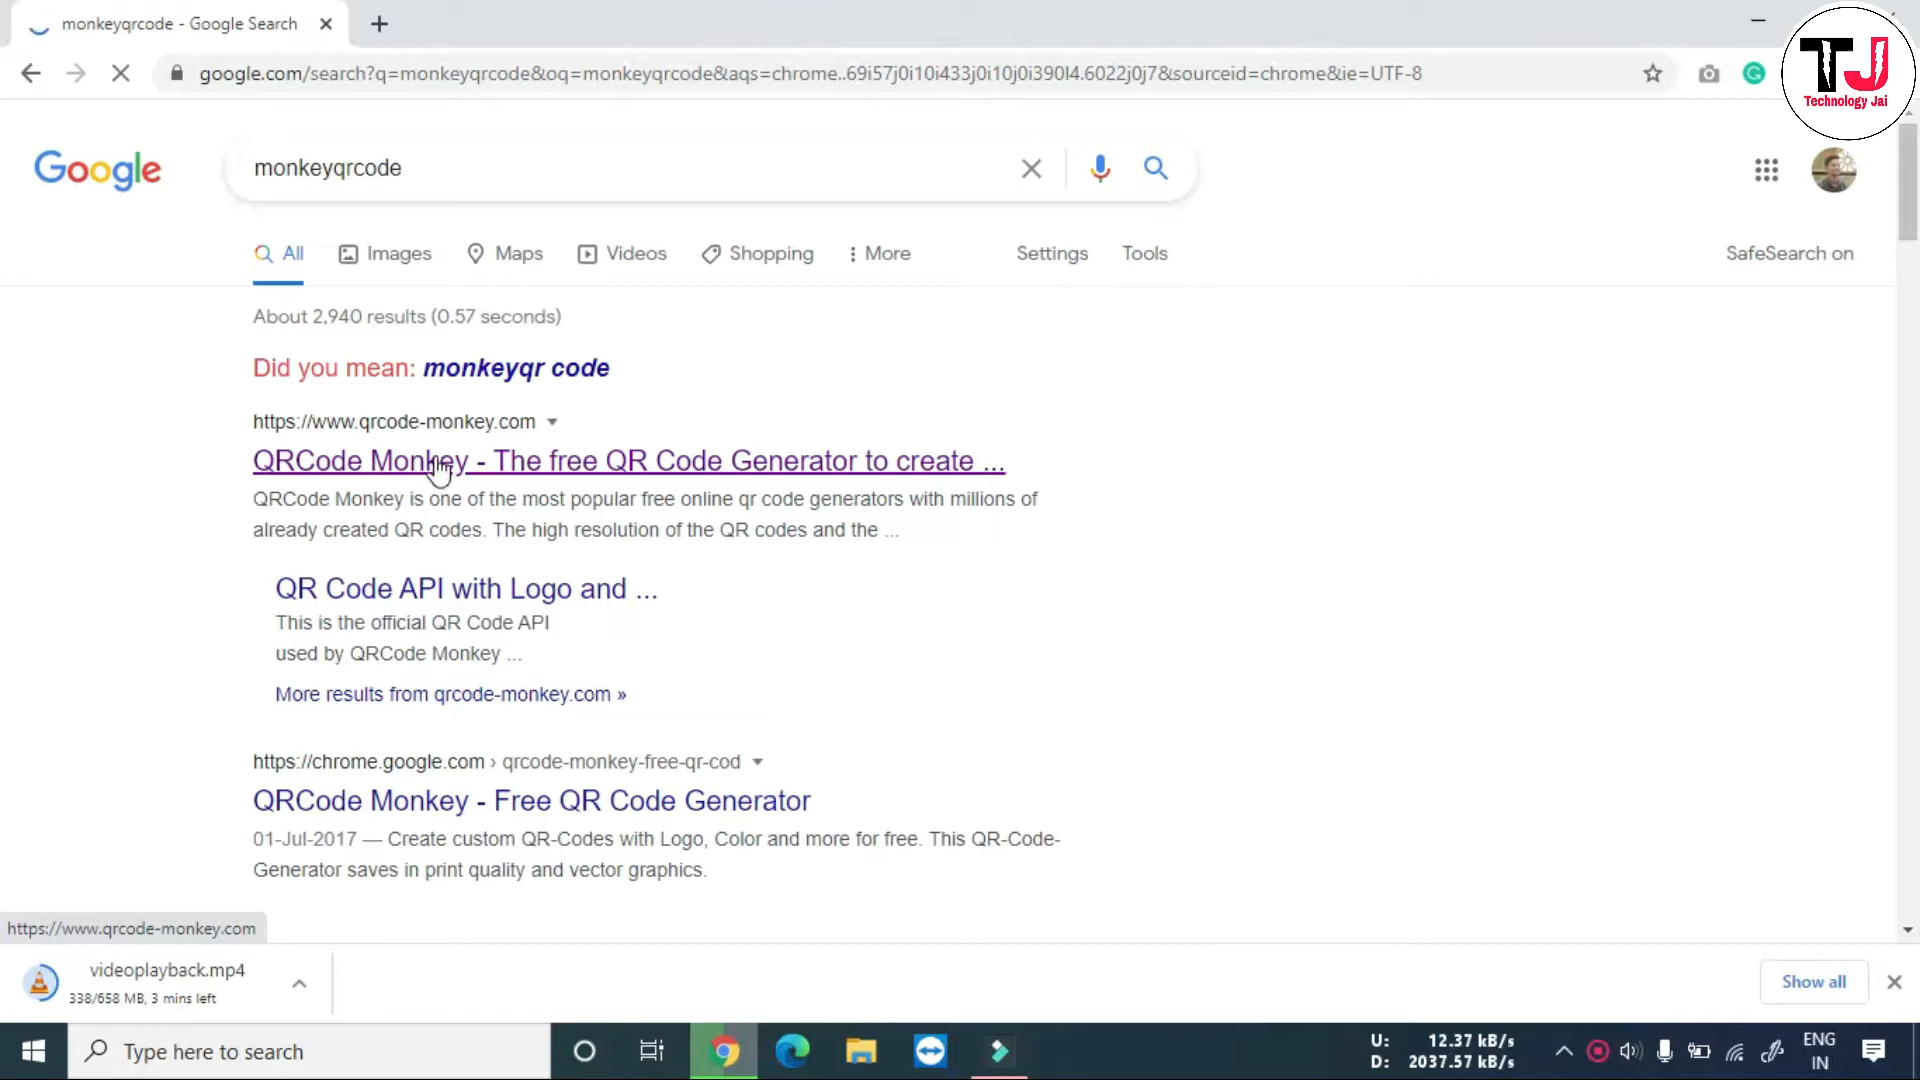 monkeyqrcode - Google Search
google.com/search?q=monkeyqrcode&oq=monkeyqrcode&aqs=chrome..69i57j0i10i433j0i10j0i390l4.6022j0j7&sourceid=chrome&ie=UTF-8
TJ
Technology Jai
Google
monkeyqrcode
All
Images
Maps
Videos
Shopping
More
Settings
Tools
SafeSearch on
About 2,940 results (0.57 seconds)
Did you mean: monkeyqr code
https://www.qrcode-monkey.com
QRCode Monkey - The free QR Code Generator to create ...
QRCode Monkey is one of the most popular free online qr code generators with millions of
already created QR codes. The high resolution of the QR codes and the ...
QR Code API with Logo and ...
This is the official QR Code API
used by QRCode Monkey ...
More results from qrcode-monkey.com »
https://chrome.google.com › qrcode-monkey-free-qr-cod
QRCode Monkey - Free QR Code Generator
01-Jul-2017 — Create custom QR-Codes with Logo, Color and more for free. This QR-Code-
Generator saves in print quality and vector graphics.
https://www.qrcode-monkey.com
videoplayback.mp4
338/658 MB, 3 mins left
Show all
Type here to search
U: 12.37 kB/s
D: 2037.57 kB/s
ENG
IN